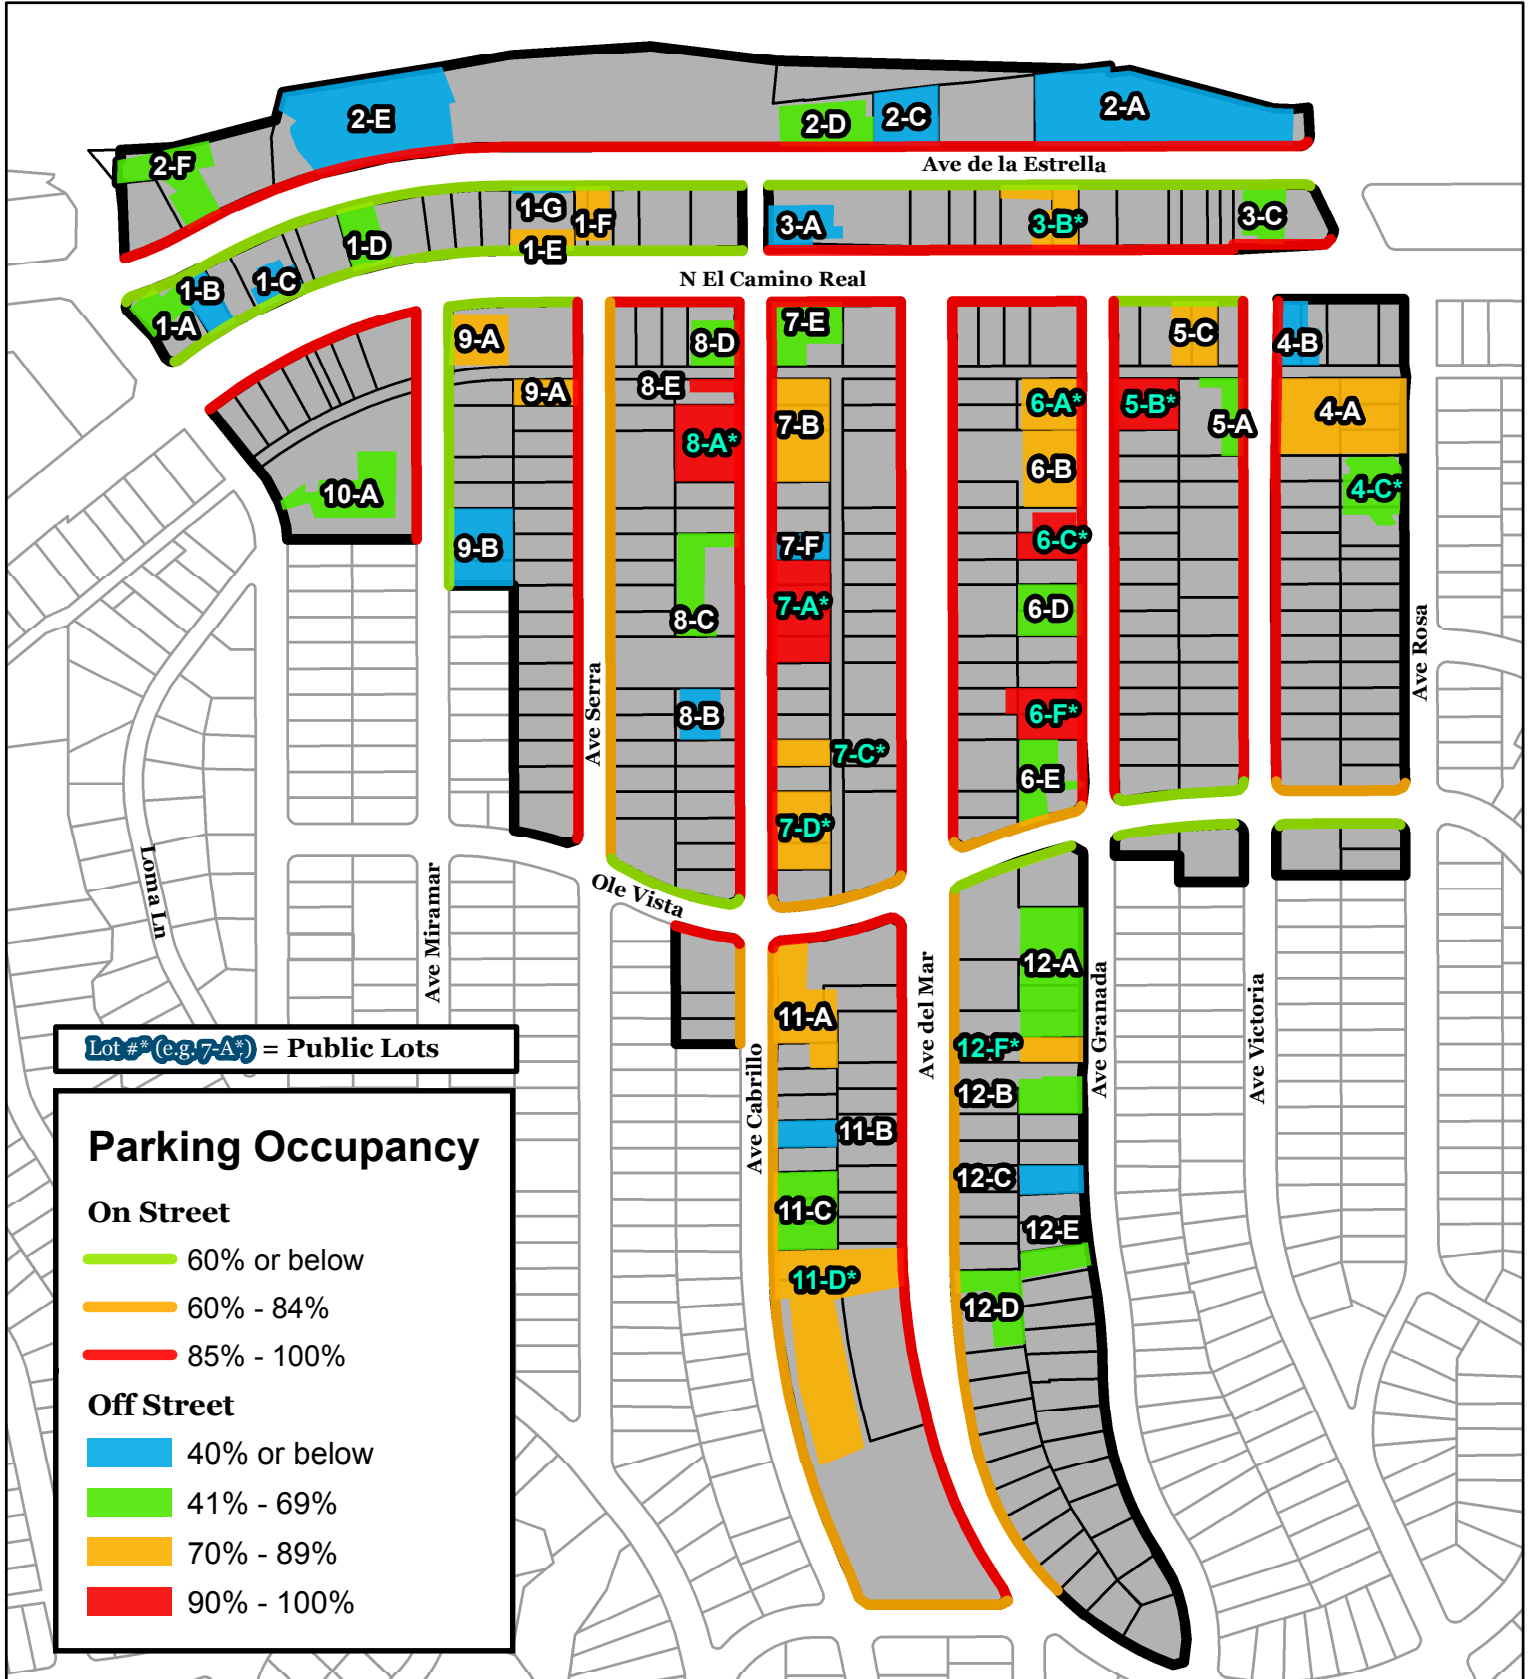 2-E
2-D
2-C
2-A
2-F
Ave de la Estrella
1-G
1-F
1-E
1-D
1-C
1-B
1-A
3-A
3-B*
3-C
N El Camino Real
9-A
8-D
7-E
5-C
4-B
9-A
8-E
8-A*
7-B
6-A*
5-B*
5-A
4-A
6-B
4-C*
10-A
9-B
7-F
6-C*
8-C
7-A*
6-D
Ave Serra
Ave Rosa
8-B
6-F*
7-C*
6-E
7-D*
Loma Ln
Ave Miramar
Ole Vista
12-A
11-A
Ave del Mar
Ave Granada
Ave Victoria
12-F*
Ave Cabrillo
12-B
11-B
12-C
11-C
12-E
11-D*
12-D
Lot #* (e.g. 7-A*) = Public Lots
Parking Occupancy
On Street
60% or below
60% - 84%
85% - 100%
Off Street
40% or below
41% - 69%
70% - 89%
90% - 100%